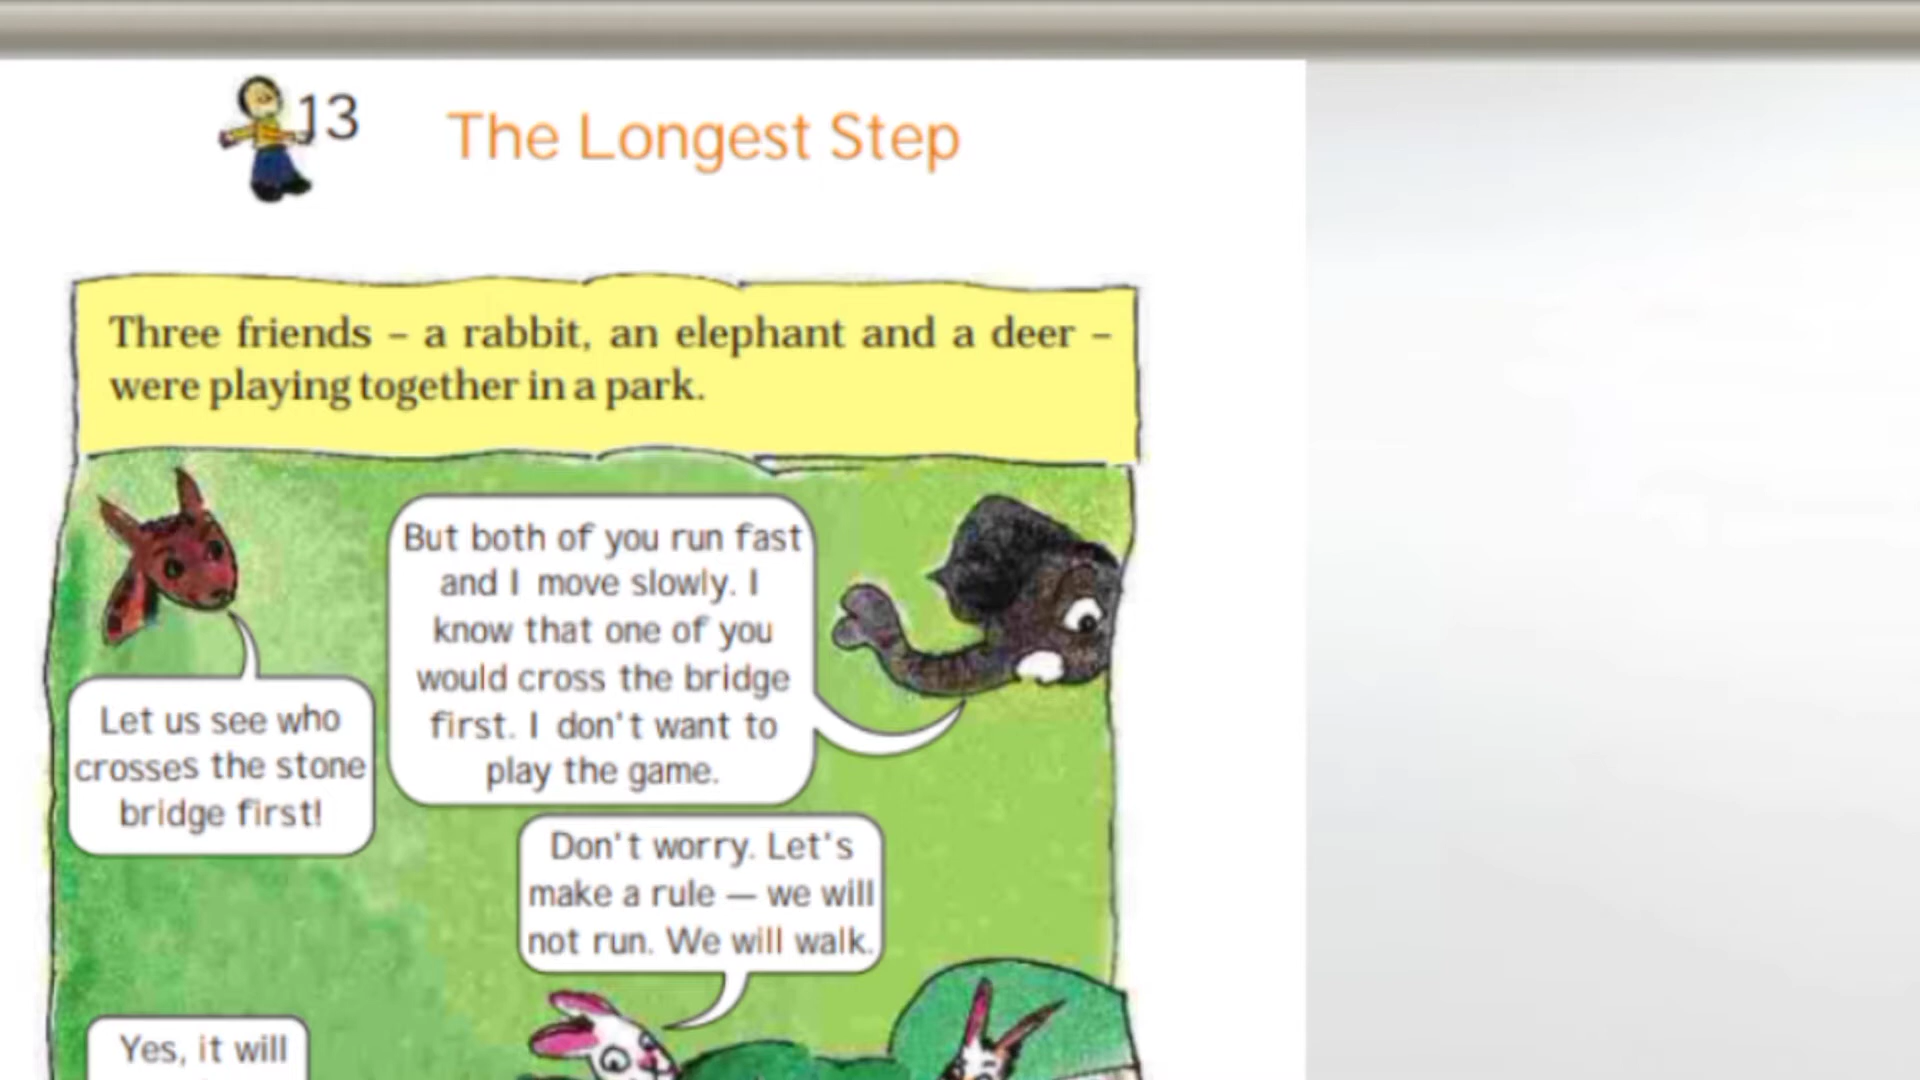 13
The Longest Step
Three friends – a rabbit, an elephant and a deer –
were playing together in a park.
But both of you run fast
and I move slowly. I
know that one of you
would cross the bridge
first. I don't want to
play the game.
Let us see who
crosses the stone
bridge first!
Don't worry. Let's
make a rule — we will
not run. We will walk.
Yes, it will